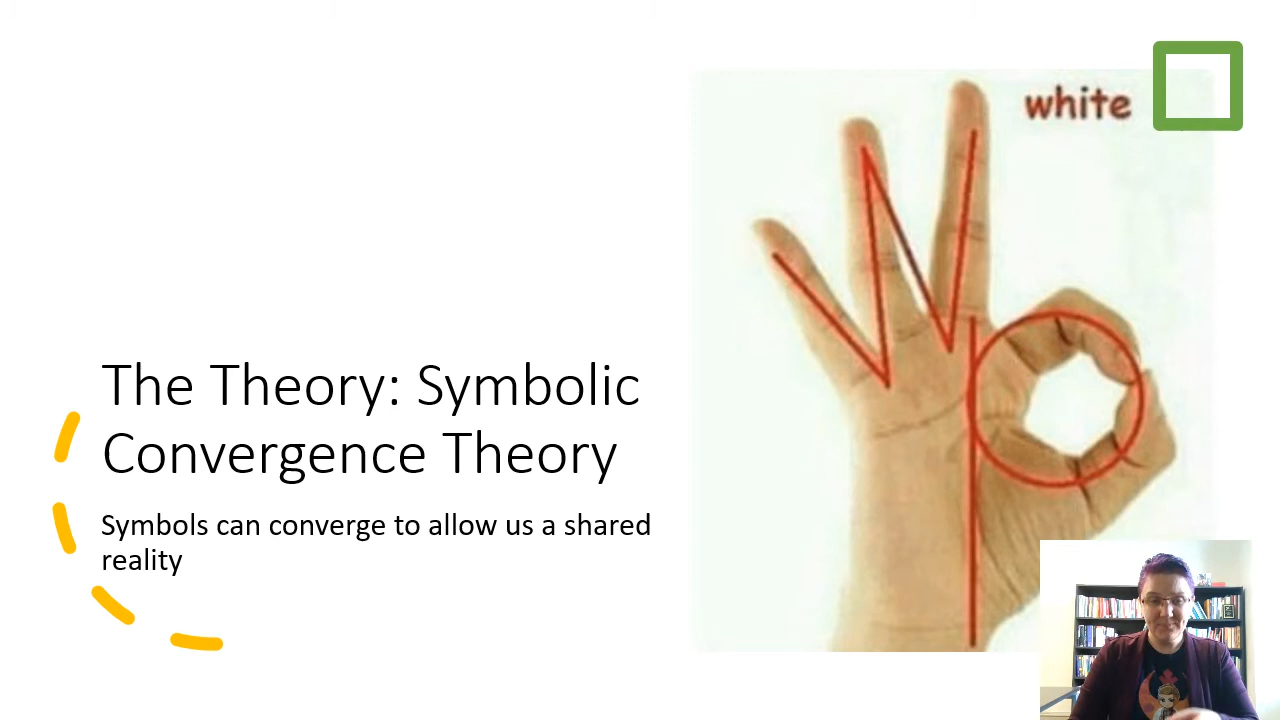 white
The Theory: Symbolic
Convergence Theory
Symbols can converge to allow us a shared
reality